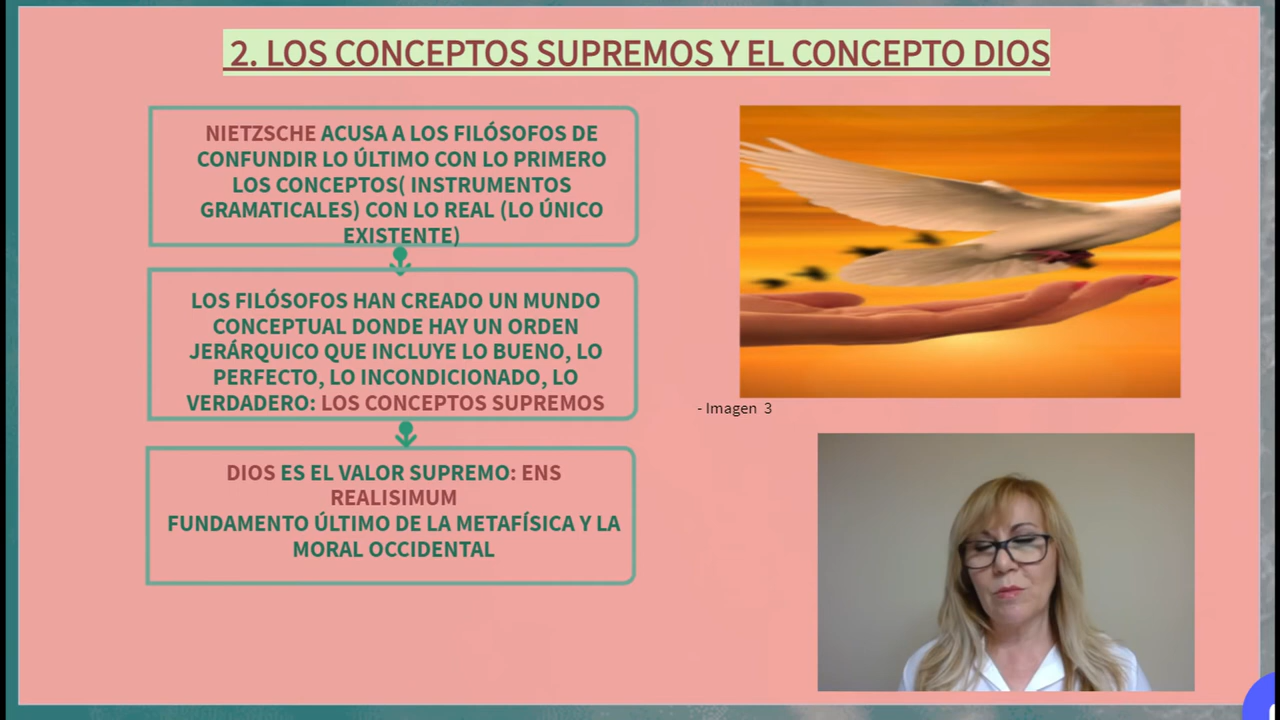 2. LOS CONCEPTOS SUPREMOS Y EL CONCEPTO DIOS
NIETZSCHE ACUSA A LOS FILÓSOFOS DE
CONFUNDIR LO ÚLTIMO CON LO PRIMERO
LOS CONCEPTOS( INSTRUMENTOS
GRAMATICALES) CON LO REAL (LO ÚNICO
EXISTENTE)
LOS FILÓSOFOS HAN CREADO UN MUNDO
CONCEPTUAL DONDE HAY UN ORDEN
JERÁRQUICO QUE INCLUYE LO BUENO, LO
PERFECTO, LO INCONDICIONADO, LO
VERDADERO: LOS CONCEPTOS SUPREMOS
DIOS ES EL VALOR SUPREMO: ENS
REALISIMUM
FUNDAMENTO ÚLTIMO DE LA METAFÍSICA Y LA
MORAL OCCIDENTAL
- Imagen 3